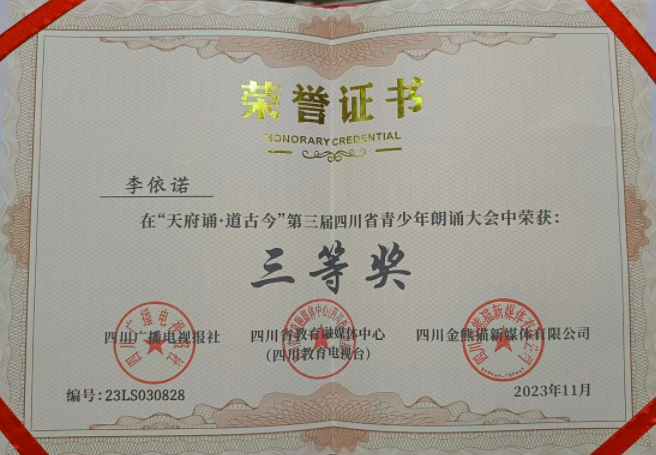 荣誉证书
HONORARY CREDENTIAL
李依诺
在“天府诵·道古今”第三届四川省青少年朗诵大会中荣获：
三等奖
四川广播电视报社 四川省教育融媒体中心 四川金熊猫新媒体有限公司
(四川教育电视台)
编号：23LS030828 2023年11月